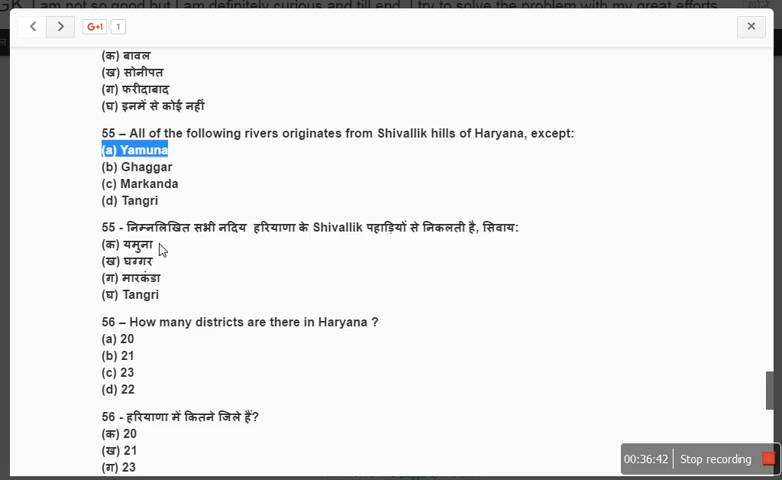 GK I am not so good but I am definitely curious and till end, I try to solve the problem with my great efforts
G+1 1
(क) बावल
(ख) सोनीपत
(ग) फरीदाबाद
(घ) इनमें से कोई नहीं
55 – All of the following rivers originates from Shivallik hills of Haryana, except:
(a) Yamuna
(b) Ghaggar
(c) Markanda
(d) Tangri
55 - निम्नलिखित सभी नदिय हरियाणा के Shivallik पहाड़ियों से निकलती है, सिवाय:
(क) यमुना
(ख) घग्गर
(ग) मारकंडा
(घ) Tangri
56 – How many districts are there in Haryana ?
(a) 20
(b) 21
(c) 23
(d) 22
56 - हरियाणा में कितने जिले हैं?
(क) 20
(ख) 21
(ग) 23
00:36:42 Stop recording